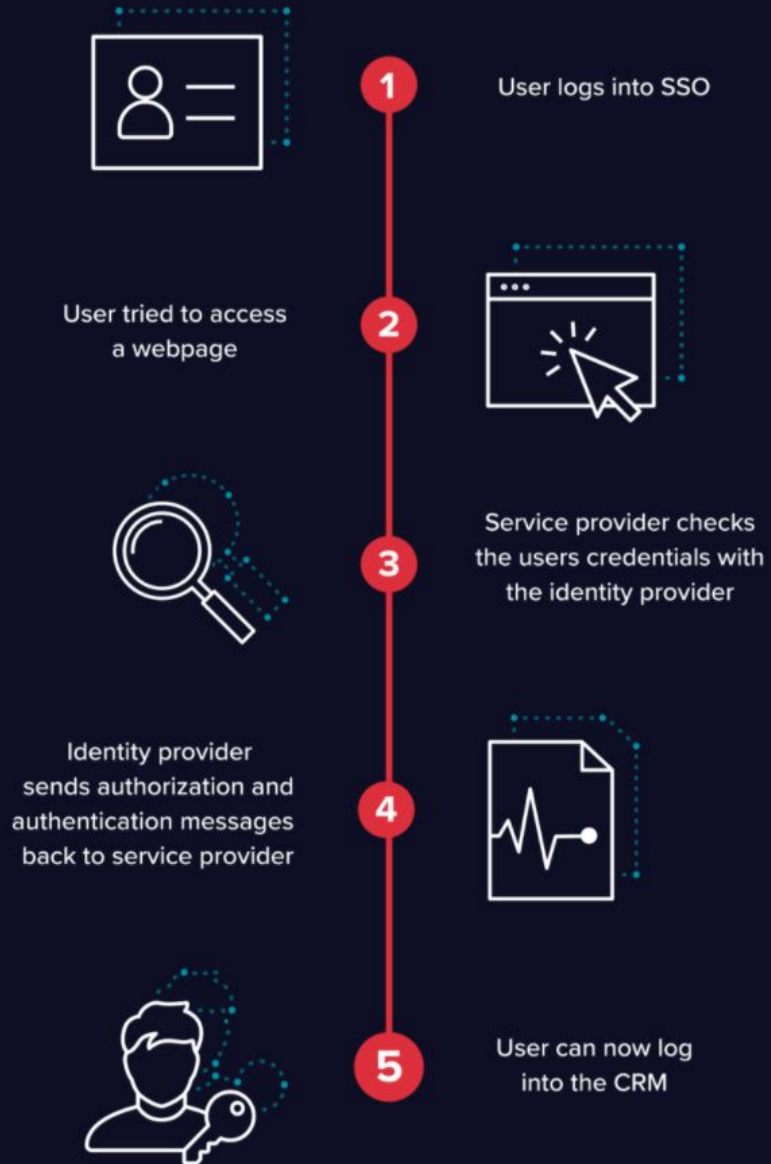 1
User logs into SSO
User tried to access
a webpage
2
3
Service provider checks
the users credentials with
the identity provider
Identity provider
sends authorization and
authentication messages
back to service provider
4
5
User can now log
into the CRM